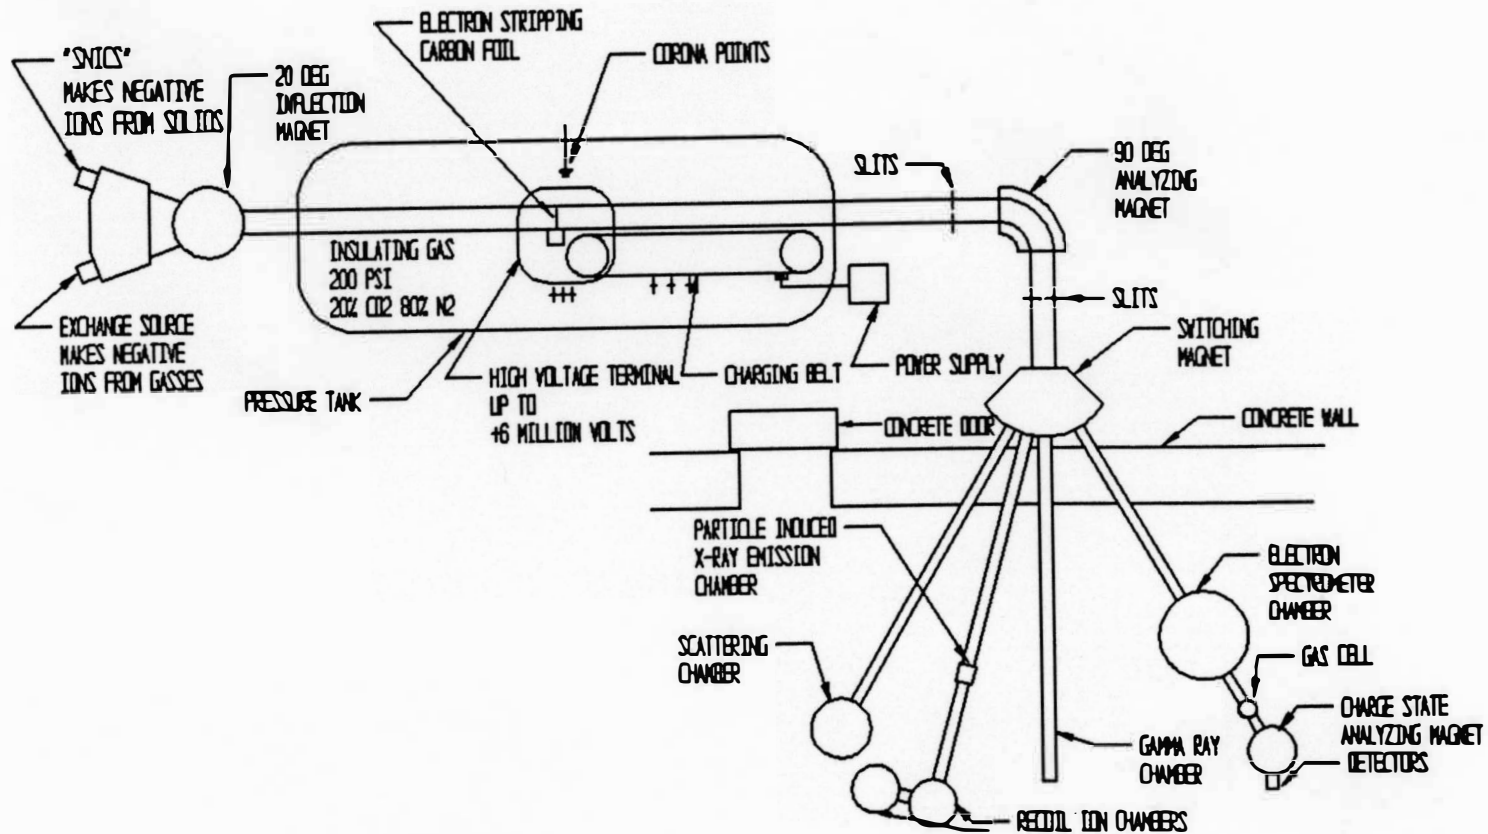 ELECTRON STRIPPING
CARBON FOIL
CORONA POINTS
"SNICS"
MAKES NEGATIVE
IONS FROM SOLIDS
20 DEG
INFLECTION
MAGNET
SLITS
90 DEG
ANALYZING
MAGNET
INSULATING GAS
200 PSI
20% CO2 80% N2
SLITS
EXCHANGE SOURCE
MAKES NEGATIVE
IONS FROM GASSES
SWITCHING
MAGNET
PRESSURE TANK
HIGH VOLTAGE TERMINAL
UP TO
+6 MILLION VOLTS
CHARGING BELT
POWER SUPPLY
CONCRETE DOOR
CONCRETE WALL
PARTICLE INDUCED
X-RAY EMISSION
CHAMBER
ELECTRON
SPECTROMETER
CHAMBER
SCATTERING
CHAMBER
GAS CELL
CHARGE STATE
ANALYZING MAGNET
DETECTORS
GAMMA RAY
CHAMBER
RECOIL ION CHAMBERS